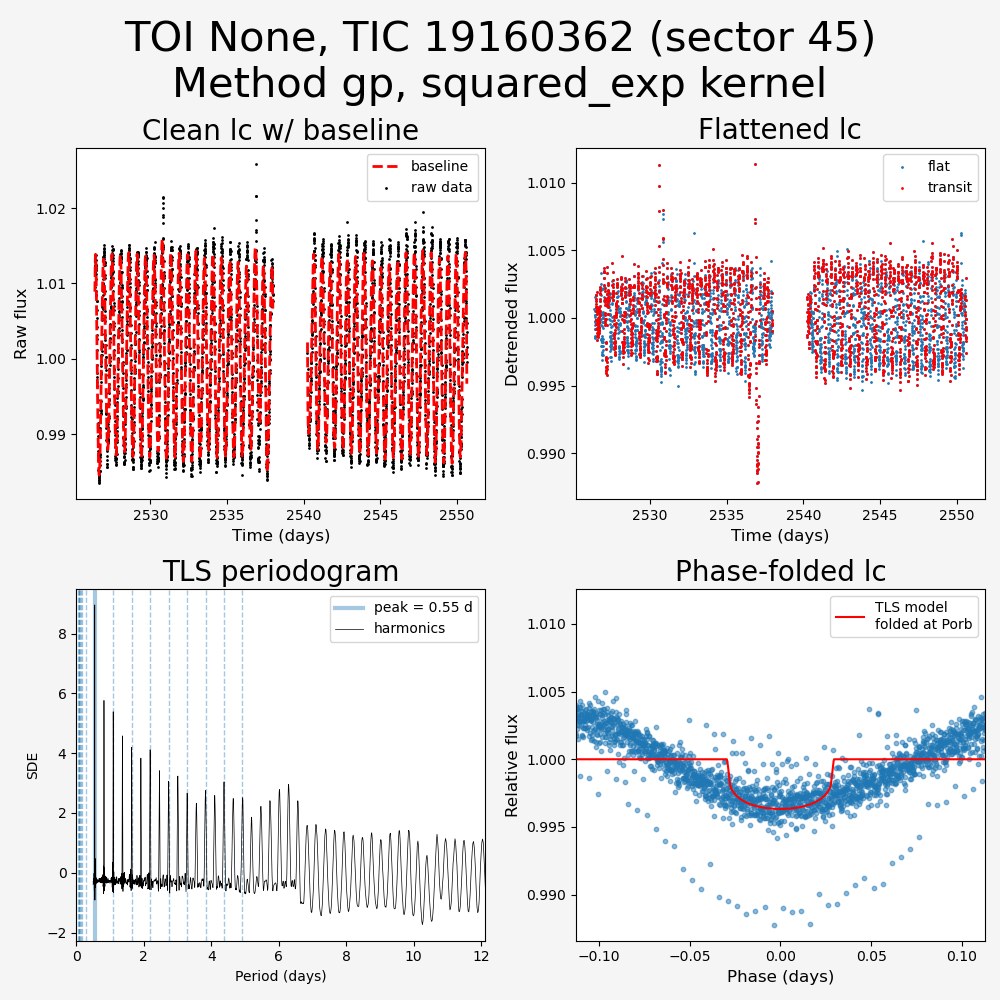 TOI None, TIC 19160362 (sector 45)
Method gp, squared_exp kernel
Clean lc w/ baseline
baseline
raw data
1.02
1.01
1.00
0.99
Raw flux
2530
2535
2540
2545
2550
Time (days)
Flattened lc
flat
transit
1.010
1.005
1.000
0.995
0.990
Detrended flux
2530
2535
2540
2545
2550
Time (days)
TLS periodogram
peak = 0.55 d
harmonics
8
6
4
2
0
−2
SDE
0
2
4
6
8
10
12
Period (days)
Phase-folded lc
TLS model
folded at Porb
1.010
1.005
1.000
0.995
0.990
Relative flux
−0.10
−0.05
0.00
0.05
0.10
Phase (days)